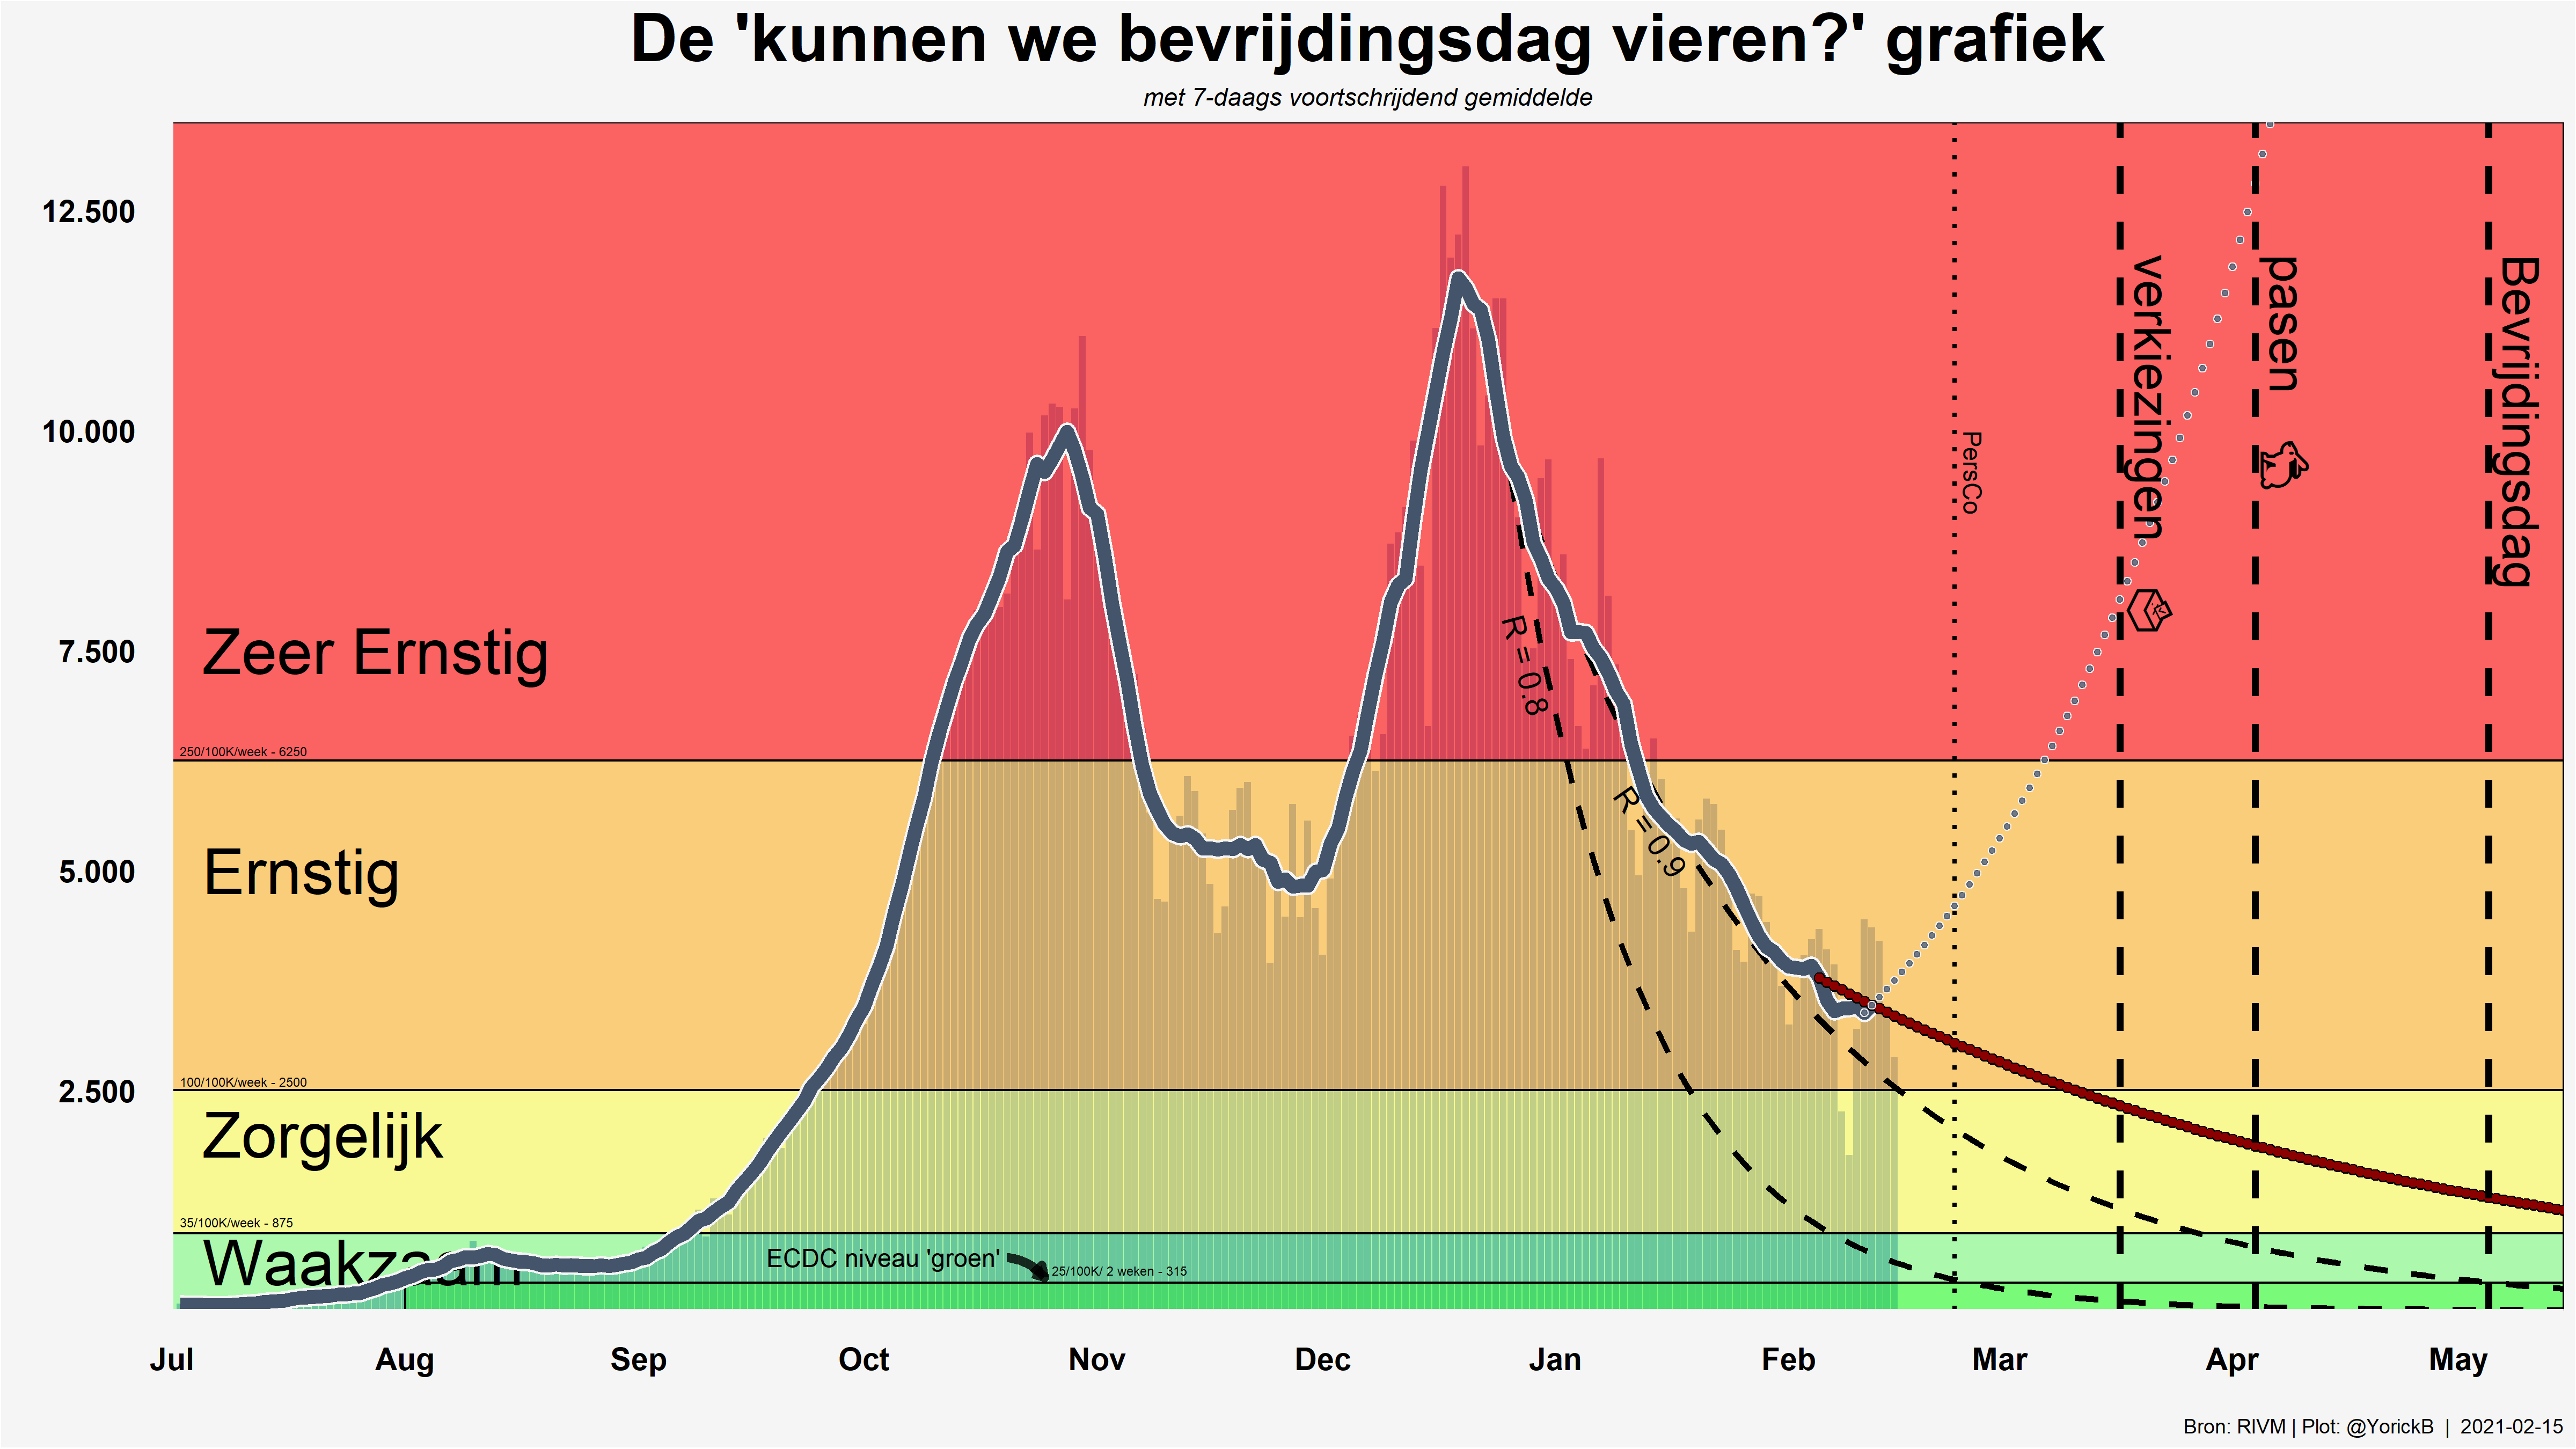 De 'kunnen we bevrijdingsdag vieren?' grafiek
met 7-daags voortschrijdend gemiddelde
12.500
10.000
7.500
5.000
2.500
Zeer Ernstig
250/100K/week - 6250
Ernstig
100/100K/week - 2500
Zorgelijk
35/100K/week - 875
Waakzaam
ECDC niveau 'groen'
25/100K/ 2 weken - 315
R =0.8
R =0.9
PersCo
verkiezingen
pasen
Bevrijdingsdag
Jul
Aug
Sep
Oct
Nov
Dec
Jan
Feb
Mar
Apr
May
Bron: RIVM | Plot: @YorickB | 2021-02-15